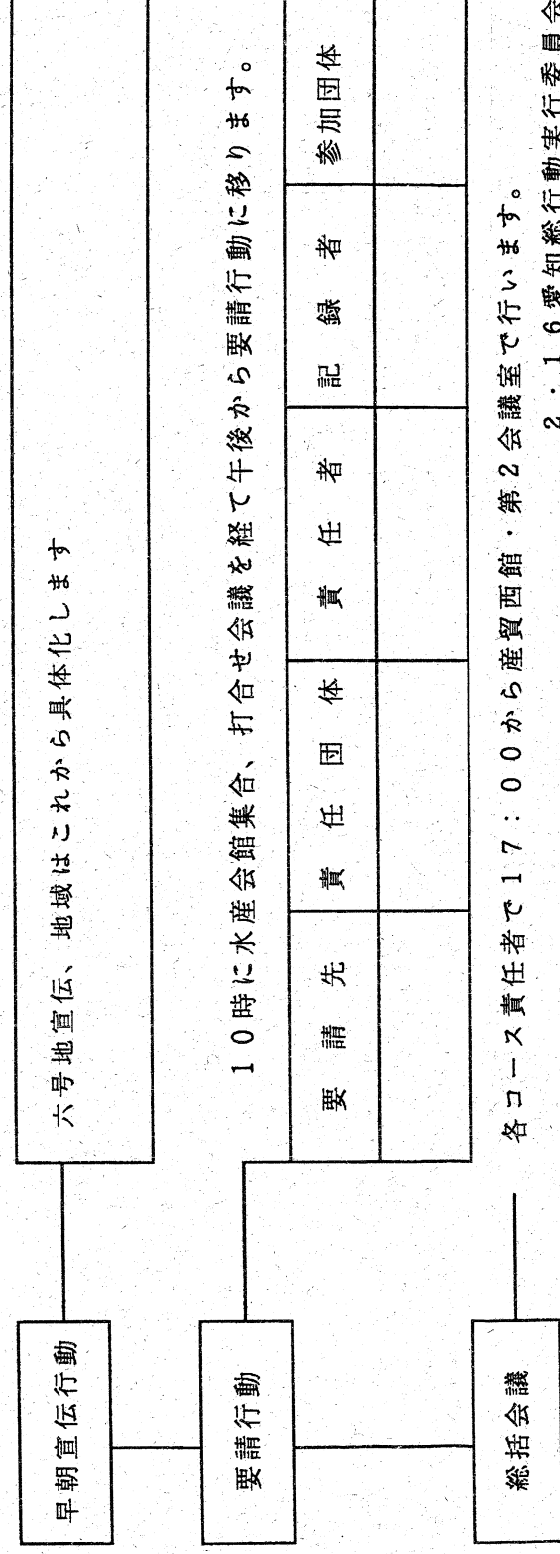 早朝宣伝行動
六号地宣伝、地域はこれから具体化します
要請行動
10時に水産会館集合、打合せ会議を経て午後から要請行動に移ります。
要請先 責任団体 責任者 記録者 参加団体
総括会議
各コース責任者で17:00から産貿西館・第2会議室で行います。
2・16愛知総行動実行委員会